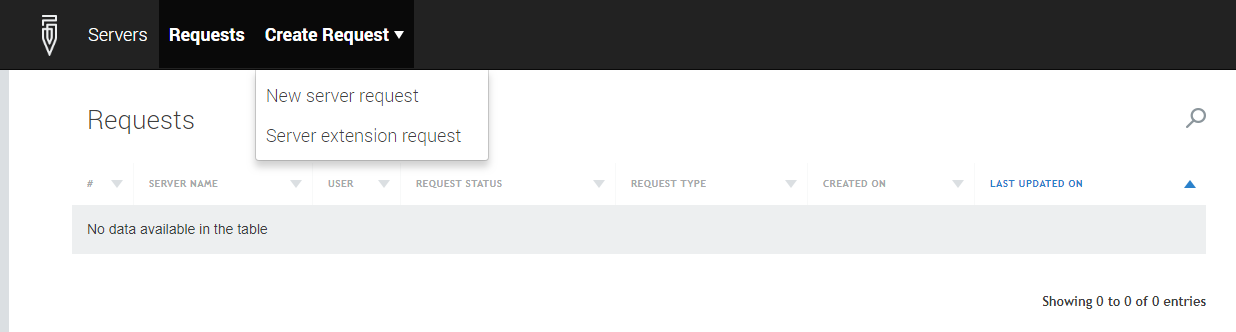 Servers Requests Create Request
New server request
Server extension request
Requests
# SERVER NAME USER REQUEST STATUS REQUEST TYPE CREATED ON LAST UPDATED ON
No data available in the table
Showing 0 to 0 of 0 entries